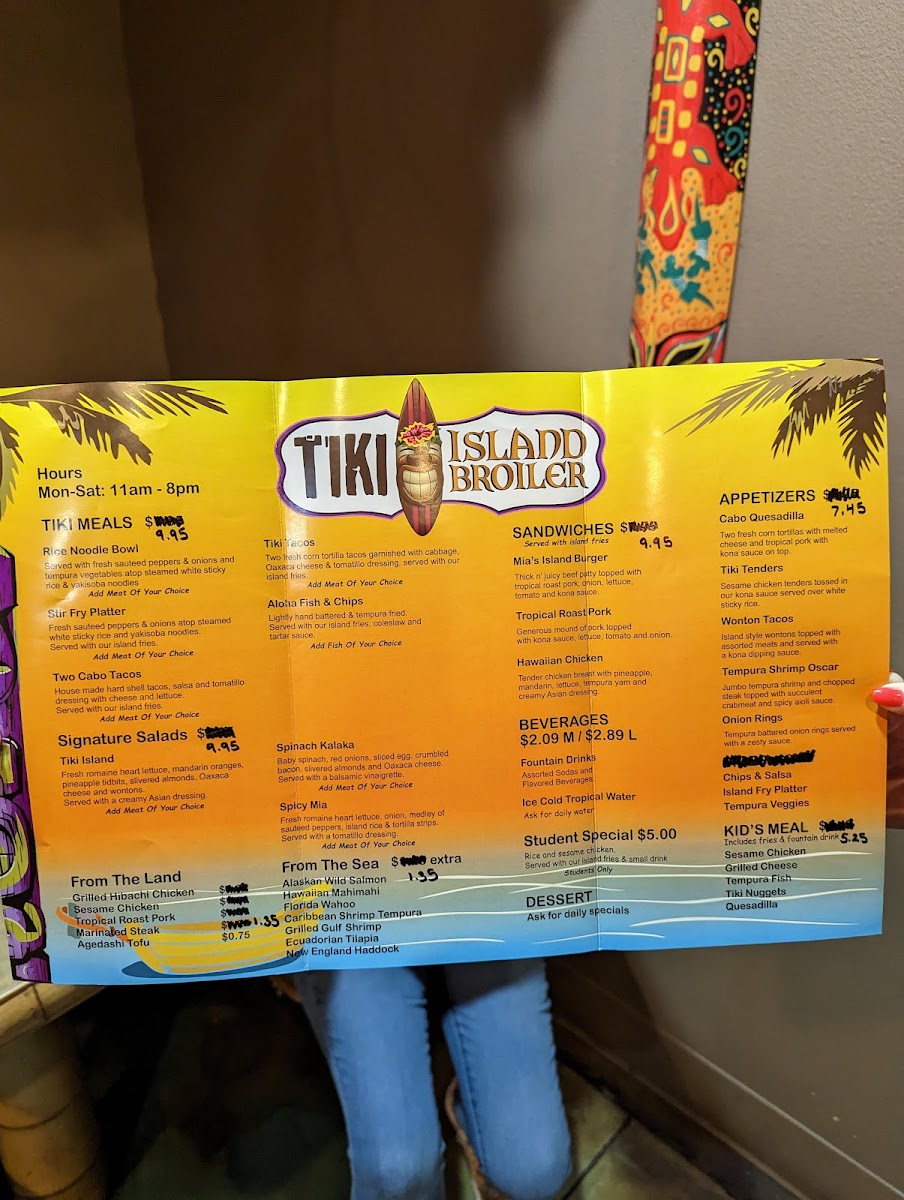 TIKI ISLAND
BROILER
Hours
Mon-Sat: 11am - 8pm
TIKI MEALS $
9.95
Rice Noodle Bowl
Served with fresh sauteed peppers & onions and
tempura vegetables atop steamed white sticky
rice & yakisoba noodles
Add Meat Of Your Choice
Stir Fry Platter
Fresh sauteed peppers & onions atop steamed
white sticky rice and yakisoba noodles.
Served with our island fries.
Add Meat Of Your Choice
Two Cabo Tacos
House made hard shell tacos, salsa and tomatillo
dressing with cheese and lettuce.
Served with our island fries.
Add Meat Of Your Choice
Signature Salads $
9.95
Tiki Island
Fresh romaine heart lettuce, mandarin oranges,
pineapple tidbits, slivered almonds, Oaxaca
cheese and wontons.
Served with a creamy Asian dressing.
Add Meat Of Your Choice
From The Land
Grilled Hibachi Chicken $
Sesame Chicken $
Tropical Roast Pork $
Marinated Steak $ 1.35
Agedashi Tofu $0.75
Tiki Tacos
Two fresh corn tortilla tacos garnished with cabbage,
Oaxaca cheese & tomatillo dressing, served with our
island fries.
Add Meat Of Your Choice
Aloha Fish & Chips
Lightly hand battered & tempura fried.
Served with our island fries, coleslaw and
tartar sauce.
Add Fish Of Your Choice
Spinach Kalaka
Baby spinach, red onions, sliced egg, crumbled
bacon, slivered almonds and Oaxaca cheese.
Served with a balsamic vinaigrette.
Add Meat Of Your Choice
Spicy Mia
Fresh romaine heart lettuce, onion, medley of
sauteed peppers, island rice & tortilla strips.
Served with a tomatillo dressing.
Add Meat Of Your Choice
From The Sea $ extra
1.35
Alaskan Wild Salmon
Hawaiian Mahimahi
Florida Wahoo
Caribbean Shrimp Tempura
Grilled Gulf Shrimp
Ecuadorian Tilapia
New England Haddock
SANDWICHES $
Served with island fries
9.95
Mia's Island Burger
Thick n' juicy beef patty topped with
tropical roast pork, onion, lettuce,
tomato and kona sauce.
Tropical Roast Pork
Generous mound of pork topped
with kona sauce, lettuce, tomato and onion.
Hawaiian Chicken
Tender chicken breast with pineapple,
mandarin, lettuce, tempura yam and
creamy Asian dressing.
BEVERAGES
$2.09 M / $2.89 L
Fountain Drinks
Assorted Sodas and
Flavored Beverages
Ice Cold Tropical Water
Ask for daily water
Student Special $5.00
Rice and sesame chicken.
Served with our island fries & small drink
Students Only
DESSERT
Ask for daily specials
APPETIZERS $
7.45
Cabo Quesadilla
Two fresh corn tortillas with melted
cheese and tropical pork with
kona sauce on top.
Tiki Tenders
Sesame chicken tenders tossed in
our kona sauce served over white
sticky rice.
Wonton Tacos
Island style wontons topped with
assorted meats and served with
a kona dipping sauce.
Tempura Shrimp Oscar
Jumbo tempura shrimp and chopped
steak topped with succulent
crabmeat and spicy aioli sauce.
Onion Rings
Tempura battered onion rings served
with a zesty sauce.
Chips & Salsa
Island Fry Platter
Tempura Veggies
KID'S MEAL $
Includes fries & fountain drink 5.25
Sesame Chicken
Grilled Cheese
Tempura Fish
Tiki Nuggets
Quesadilla